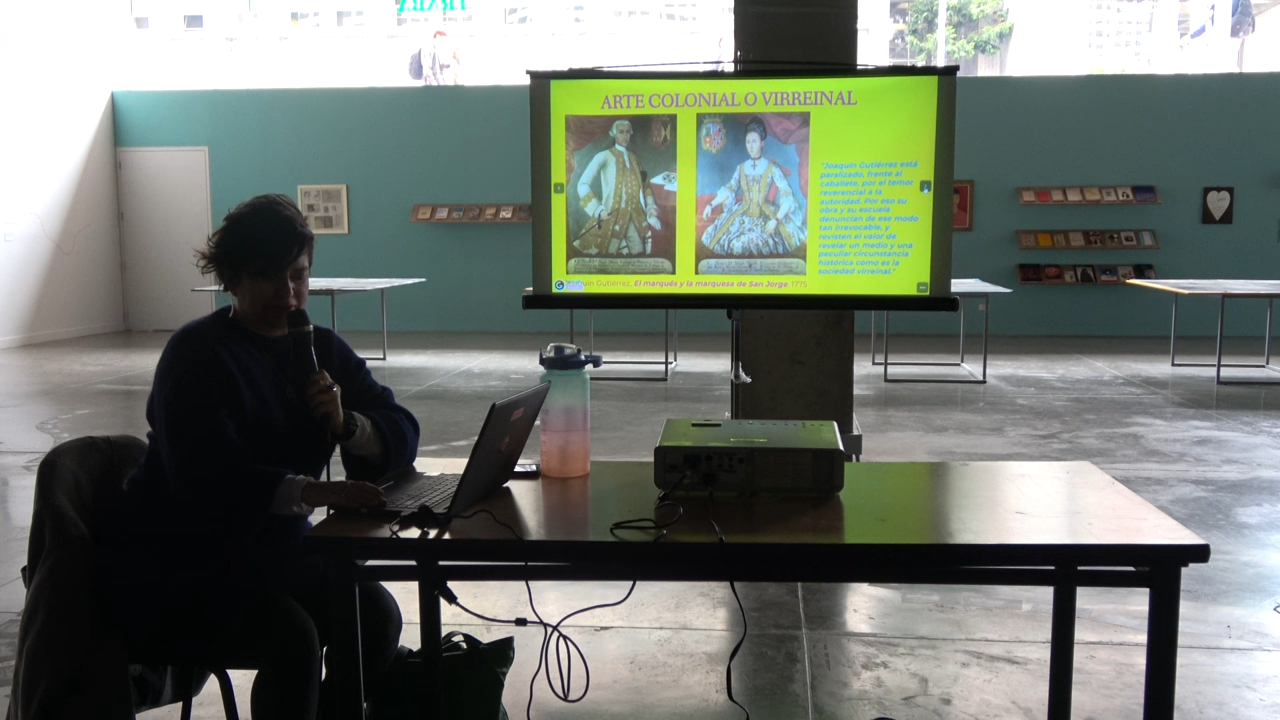 ARTE COLONIAL O VIRREINAL
"Joaquín Gutiérrez está
paralizado, frente al
caballete, por el temor
reverencial a la
autoridad. Por eso su
obra y su escuela
denuncian de ese modo
tan irrevocable, y
revisten el valor de
revelar un medio y una
peculiar circunstancia
histórica como es la
sociedad virreinal."
Gutiérrez, El marqués y la marquesa de San Jorge. 1775